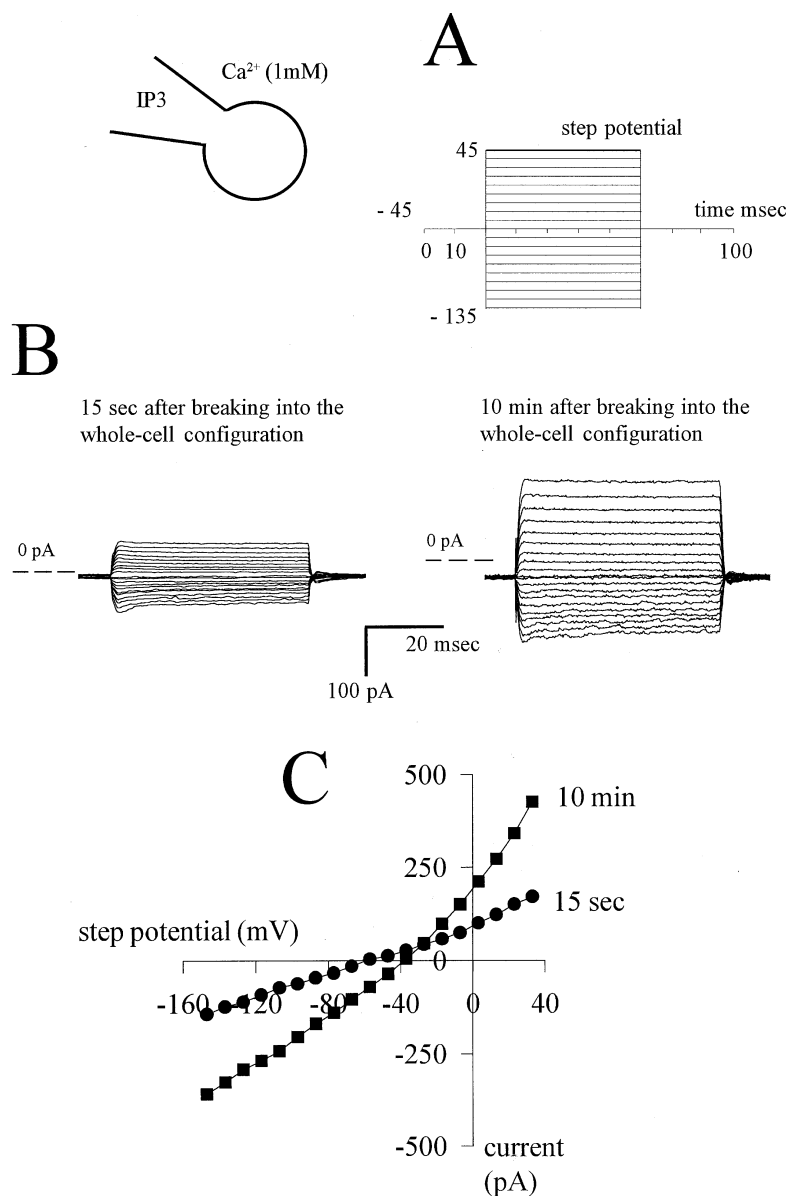 A
Ca²⁺ (1mM)
IP3
step potential
45
- 45
time msec
0 10 100
- 135
B
15 sec after breaking into the
whole-cell configuration
10 min after breaking into the
whole-cell configuration
0 pA
0 pA
20 msec
100 pA
C
500
10 min
250
15 sec
step potential (mV)
0
-160 -120 -80 -40 0 40
-250
-500
current
(pA)